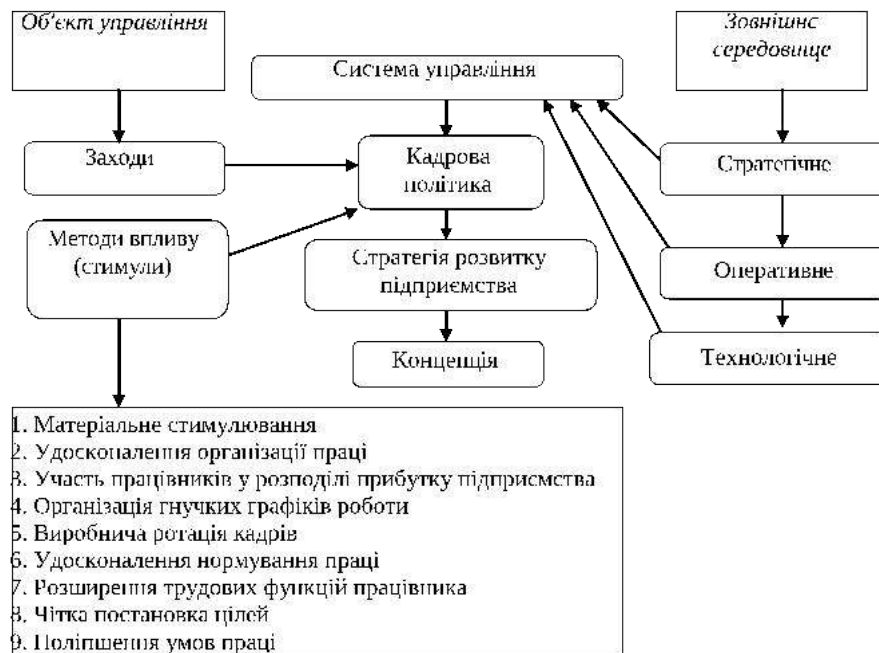 Об'єкт управління
Зовнішнє
середовище
Система управління
Заходи
Кадрова
політика
Стратегічне
Методи впливу
(стимули)
Стратегія розвитку
підприємства
Оперативне
Концепція
Технологічне
1. Матеріальне стимулювання
2. Удосконалення організації праці
3. Участь працівників у розподілі прибутку підприємства
4. Організація гнучких графіків роботи
5. Виробнича ротація кадрів
6. Удосконалення нормування праці
7. Розширення трудових функцій працівника
8. Чітка постановка цілей
9. Поліпшення умов праці